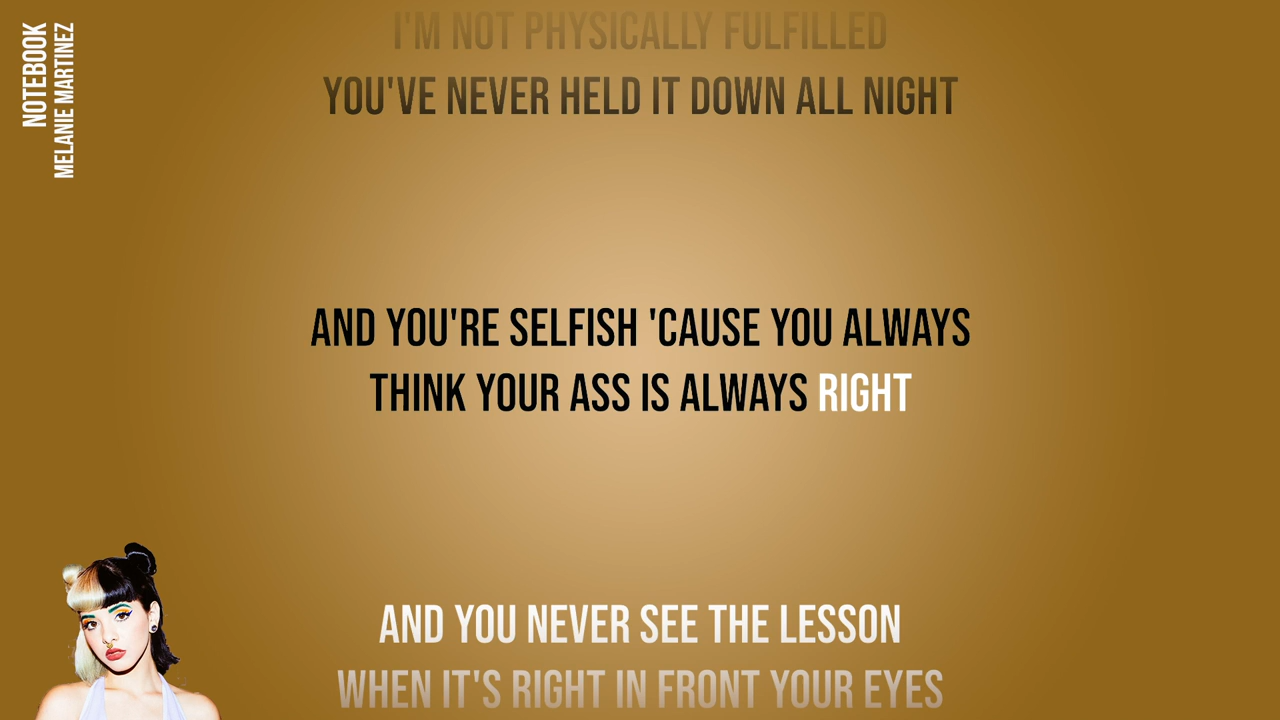 NOTEBOOK
MELANIE MARTINEZ
I'M NOT PHYSICALLY FULFILLED
YOU'VE NEVER HELD IT DOWN ALL NIGHT
AND YOU'RE SELFISH 'CAUSE YOU ALWAYS
THINK YOUR ASS IS ALWAYS RIGHT
AND YOU NEVER SEE THE LESSON
WHEN IT'S RIGHT IN FRONT YOUR EYES